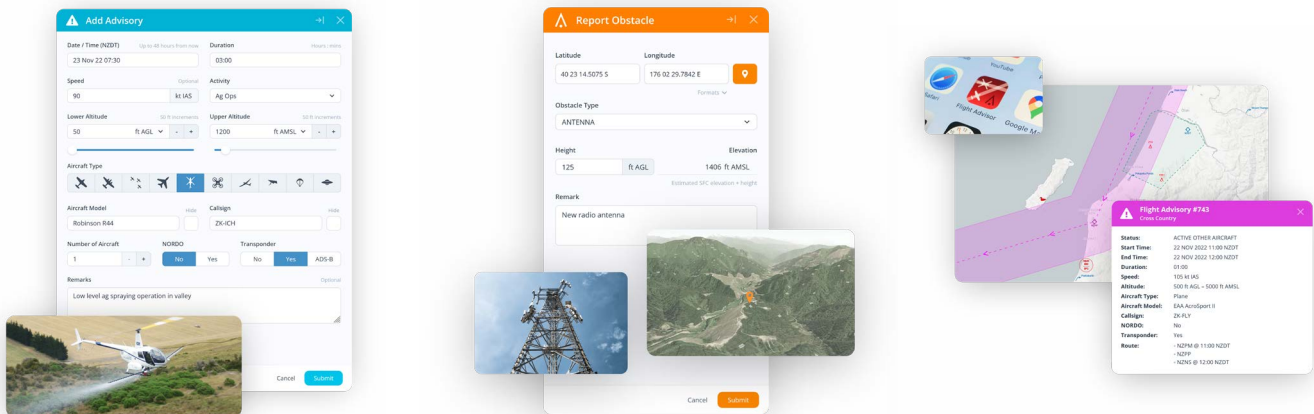 Add Advisory
Date / Time (NZDT) Up to 48 hours from now Duration Hours : mins
23 Nov 22 07:30 03:00
Speed Optional Activity
90 kt IAS Ag Ops
Lower Altitude 50 ft increments Upper Altitude 50 ft increments
50 ft AGL - + 1200 ft AMSL - +
Aircraft Type
Aircraft Model Hide Callsign Hide
Robinson R44 ZK-ICH
Number of Aircraft NORDO Transponder
1 - + No Yes No Yes ADS-B
Remarks Optional
Low level ag spraying operation in valley
Cancel Submit
Report Obstacle
Latitude Longitude
40 23 14.5075 S 176 02 29.7842 E
Formats
Obstacle Type
ANTENNA
Height Elevation
125 ft AGL 1406 ft AMSL
Estimated SFC elevation + height
Remark
New radio antenna
Cancel Submit
YouTube
Safari Flight Advisor Google M
Flight Advisory #743
Cross Country
Status: ACTIVE OTHER AIRCRAFT
Start Time: 22 NOV 2022 11:00 NZDT
End Time: 22 NOV 2022 12:00 NZDT
Duration: 01:00
Speed: 105 kt IAS
Altitude: 500 ft AGL – 5000 ft AMSL
Aircraft Type: Plane
Aircraft Model: EAA AcroSport II
Callsign: ZK-FLY
NORDO: No
Transponder: Yes
Route: - NZPM @ 11:00 NZDT
- NZPP
- NZNS @ 12:00 NZDT